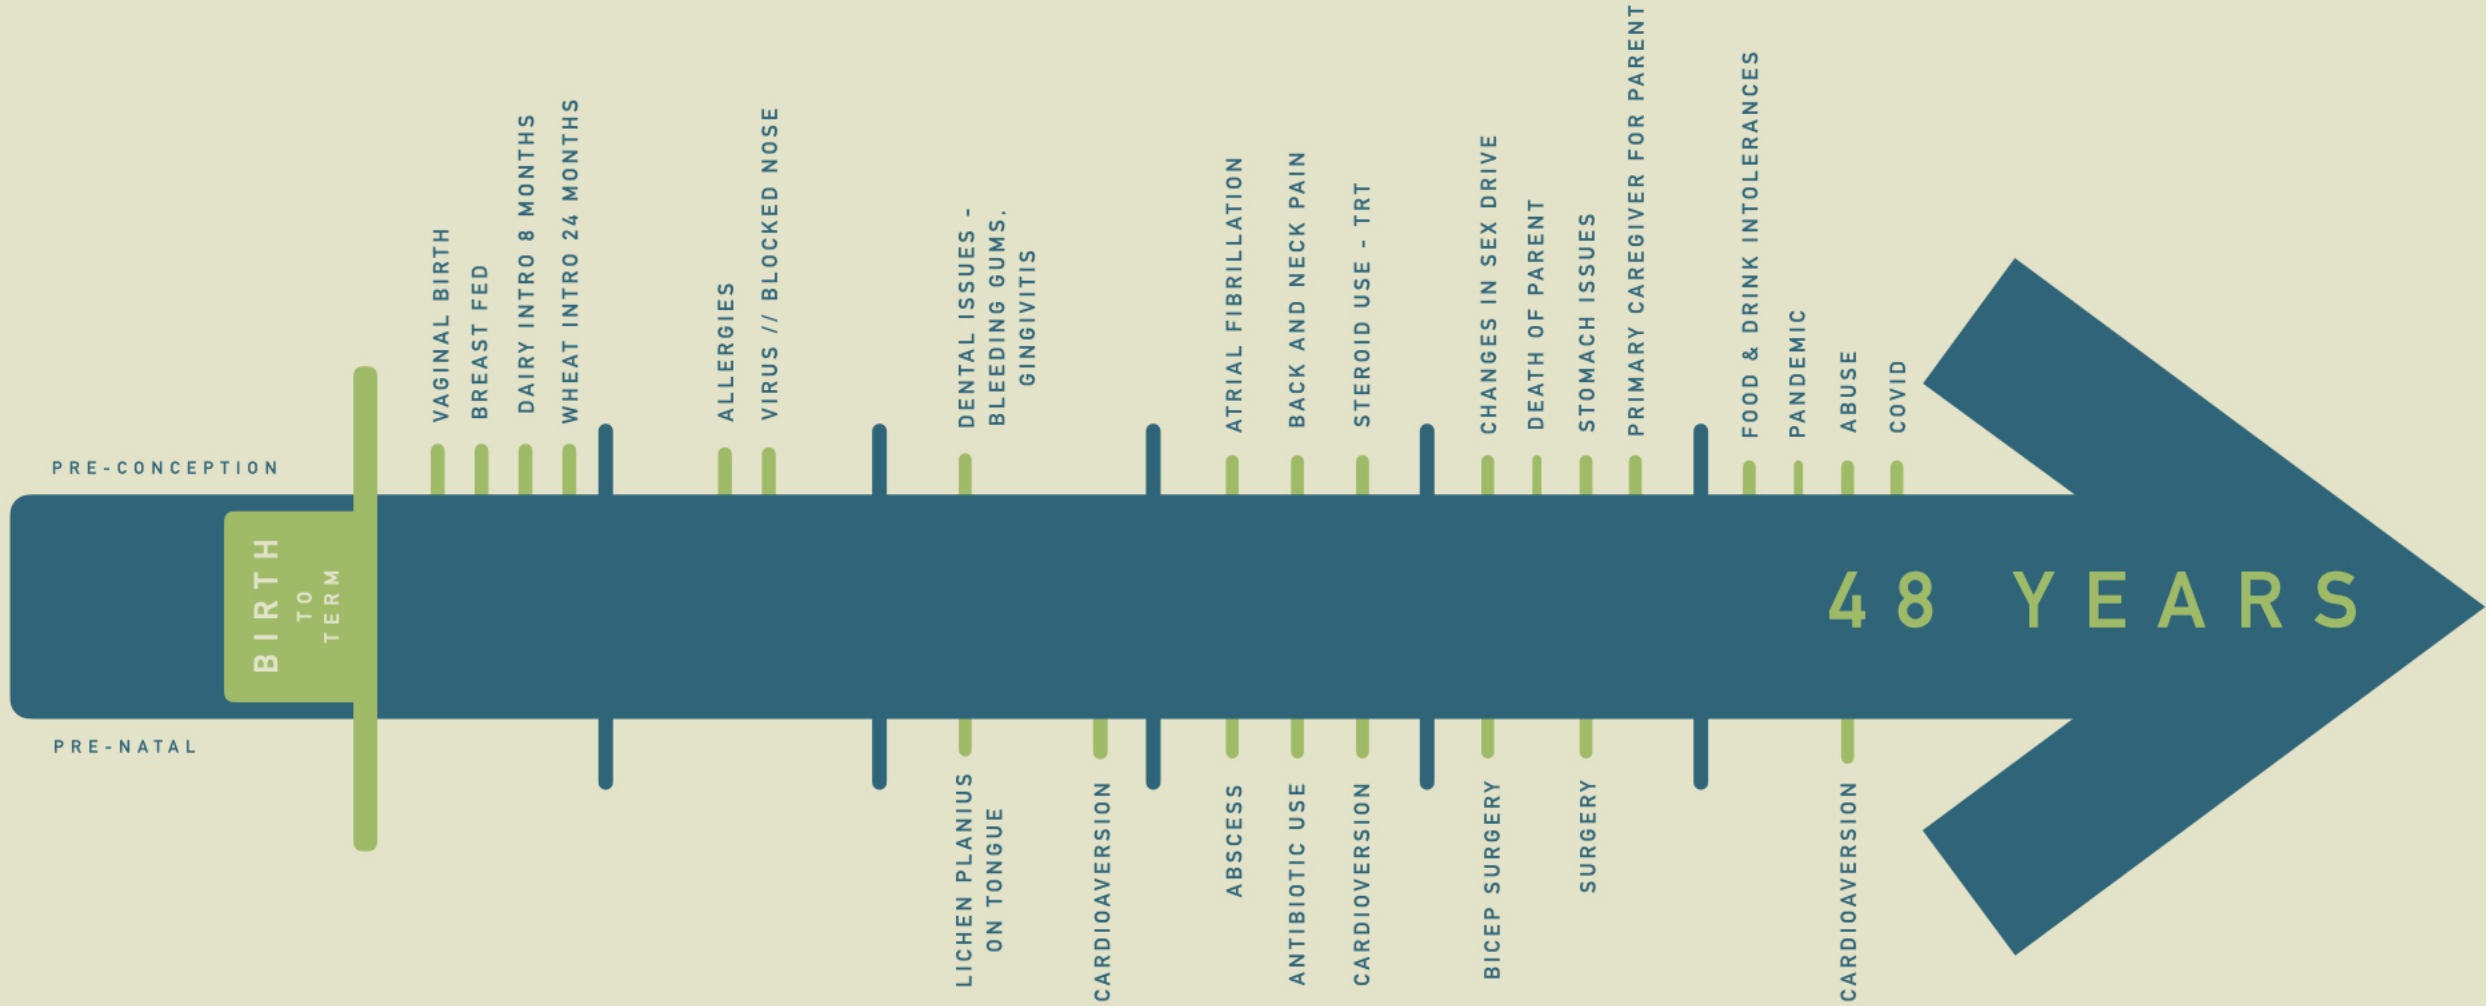 PRE-CONCEPTION
PRE-NATAL
BIRTH
TO
TERM
VAGINAL BIRTH
BREAST FED
DAIRY INTRO 8 MONTHS
WHEAT INTRO 24 MONTHS
ALLERGIES
VIRUS // BLOCKED NOSE
DENTAL ISSUES -
BLEEDING GUMS,
GINGIVITIS
ATRIAL FIBRILLATION
BACK AND NECK PAIN
STEROID USE - TRT
CHANGES IN SEX DRIVE
DEATH OF PARENT
STOMACH ISSUES
PRIMARY CAREGIVER FOR PARENT
FOOD & DRINK INTOLERANCES
PANDEMIC
ABUSE
COVID
48 YEARS
LICHEN PLANIUS
ON TONGUE
CARDIOAVERSION
ABSCESS
ANTIBIOTIC USE
CARDIOVERSION
BICEP SURGERY
SURGERY
CARDIOAVERSION